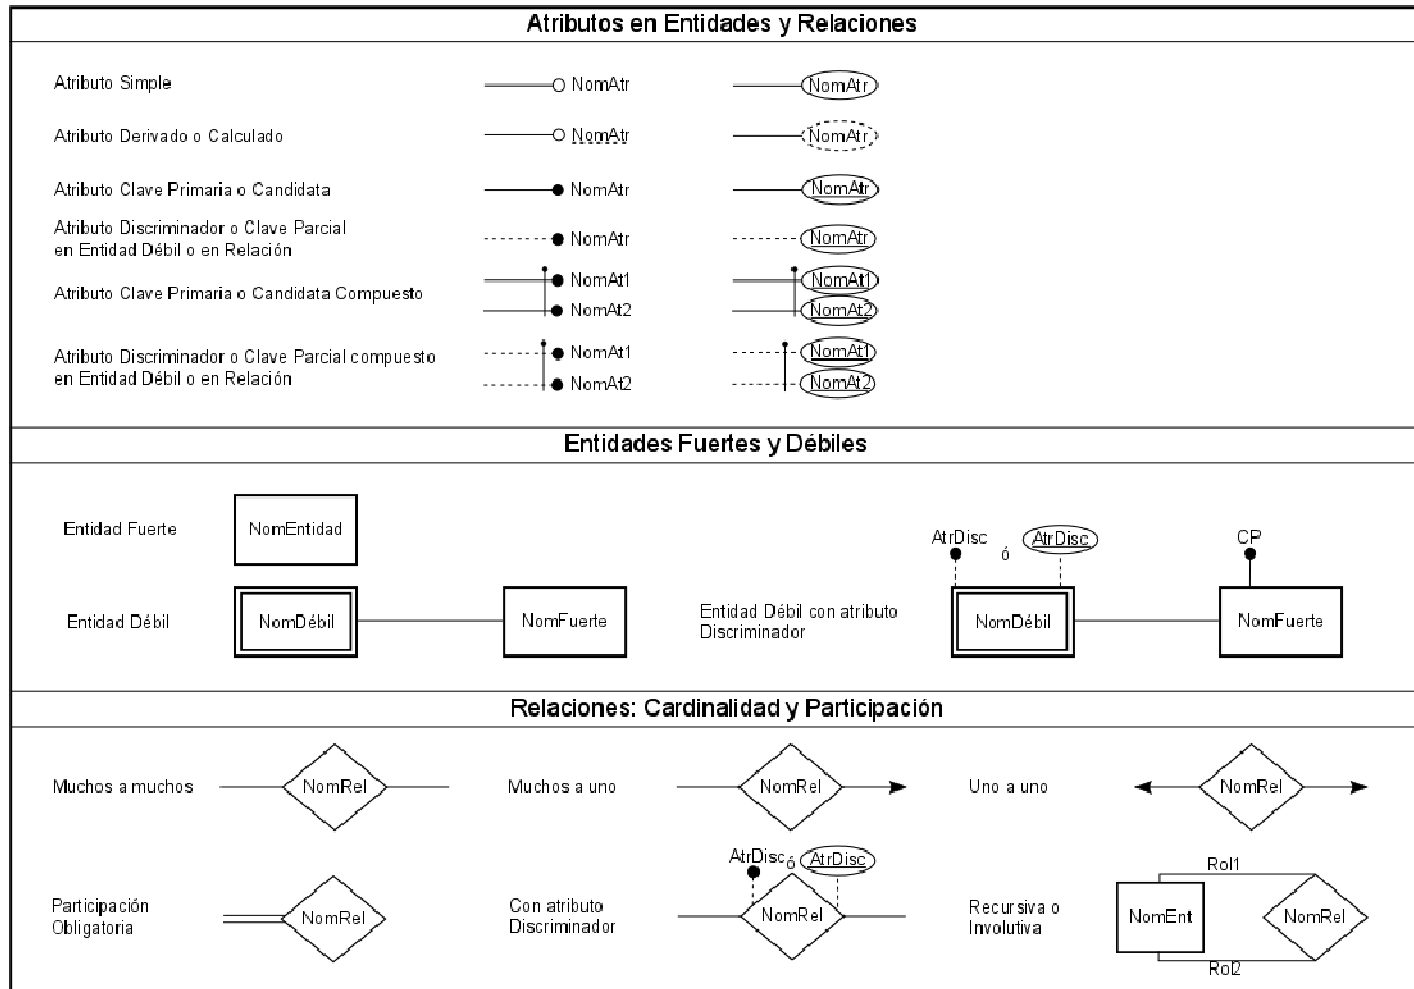 Atributos en Entidades y Relaciones
Atributo Simple
NomAtr
NomAtr
Atributo Derivado o Calculado
NomAtr
NomAtr
Atributo Clave Primaria o Candidata
NomAtr
NomAtr
Atributo Discriminador o Clave Parcial
en Entidad Débil o en Relación
NomAtr
NomAtr
Atributo Clave Primaria o Candidata Compuesto
NomAt1
NomAt1
NomAt2
NomAt2
Atributo Discriminador o Clave Parcial compuesto
en Entidad Débil o en Relación
NomAt1
NomAt1
NomAt2
NomAt2
Entidades Fuertes y Débiles
Entidad Fuerte
NomEntidad
AtrDisc ó AtrDisc
CP
Entidad Débil
NomDébil
NomFuerte
Entidad Débil con atributo
Discriminador
NomDébil
NomFuerte
Relaciones: Cardinalidad y Participación
Muchos a muchos
NomRel
Muchos a uno
NomRel
Uno a uno
NomRel
Participación
Obligatoria
NomRel
Con atributo
Discriminador
AtrDisc ó AtrDisc
NomRel
Recursiva o
Involutiva
Rol1
NomEnt
NomRel
Rol2